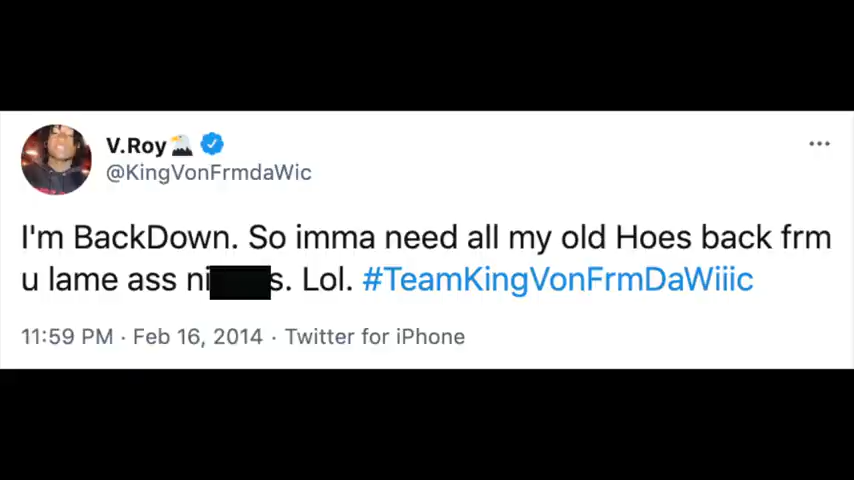 V.Roy🦅
@KingVonFrmdaWic
I'm BackDown. So imma need all my old Hoes back frm
u lame ass ni s. Lol. #TeamKingVonFrmDaWiiic
11:59 PM · Feb 16, 2014 · Twitter for iPhone